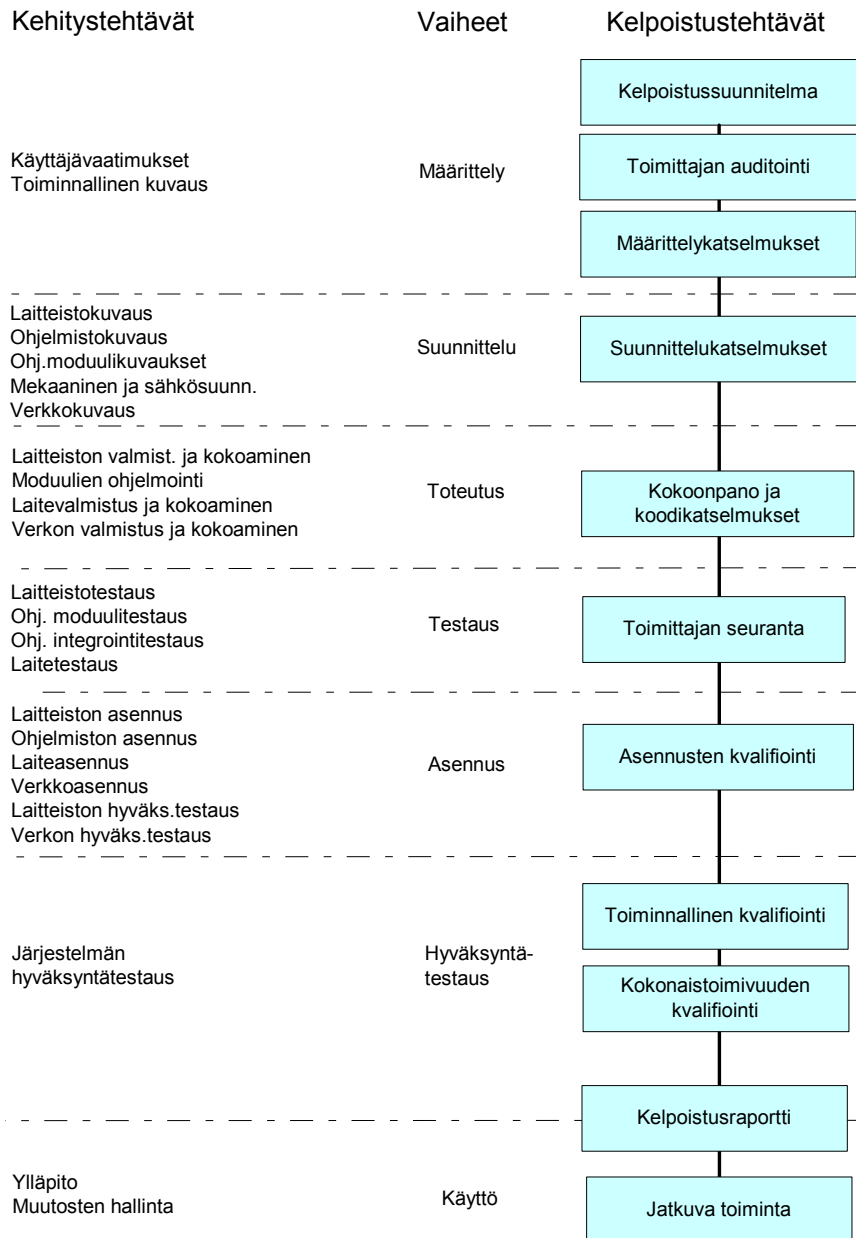 Kehitystehtävät
Vaiheet
Kelpoistustehtävät
Kelpoistussuunnitelma
Käyttäjävaatimukset
Toiminnallinen kuvaus
Määrittely
Toimittajan auditointi
Määrittelykatselmukset
Laitteistokuvaus
Ohjelmistokuvaus
Ohj.moduulikuvaukset
Mekaaninen ja sähkösuunn.
Verkkokuvaus
Suunnittelu
Suunnittelukatselmukset
Laitteiston valmist. ja kokoaminen
Moduulien ohjelmointi
Laitevalmistus ja kokoaminen
Verkon valmistus ja kokoaminen
Toteutus
Kokoonpano ja
koodikatselmukset
Laitteistotestaus
Ohj. moduulitestaus
Ohj. integrointitestaus
Laitetestaus
Testaus
Toimittajan seuranta
Laitteiston asennus
Ohjelmiston asennus
Laiteasennus
Verkkoasennus
Laitteiston hyväks.testaus
Verkon hyväks.testaus
Asennus
Asennusten kvalifiointi
Järjestelmän
hyväksyntätestaus
Hyväksyntä-
testaus
Toiminnallinen kvalifiointi
Kokonaistoimivuuden
kvalifiointi
Kelpoistusraportti
Ylläpito
Muutosten hallinta
Käyttö
Jatkuva toiminta